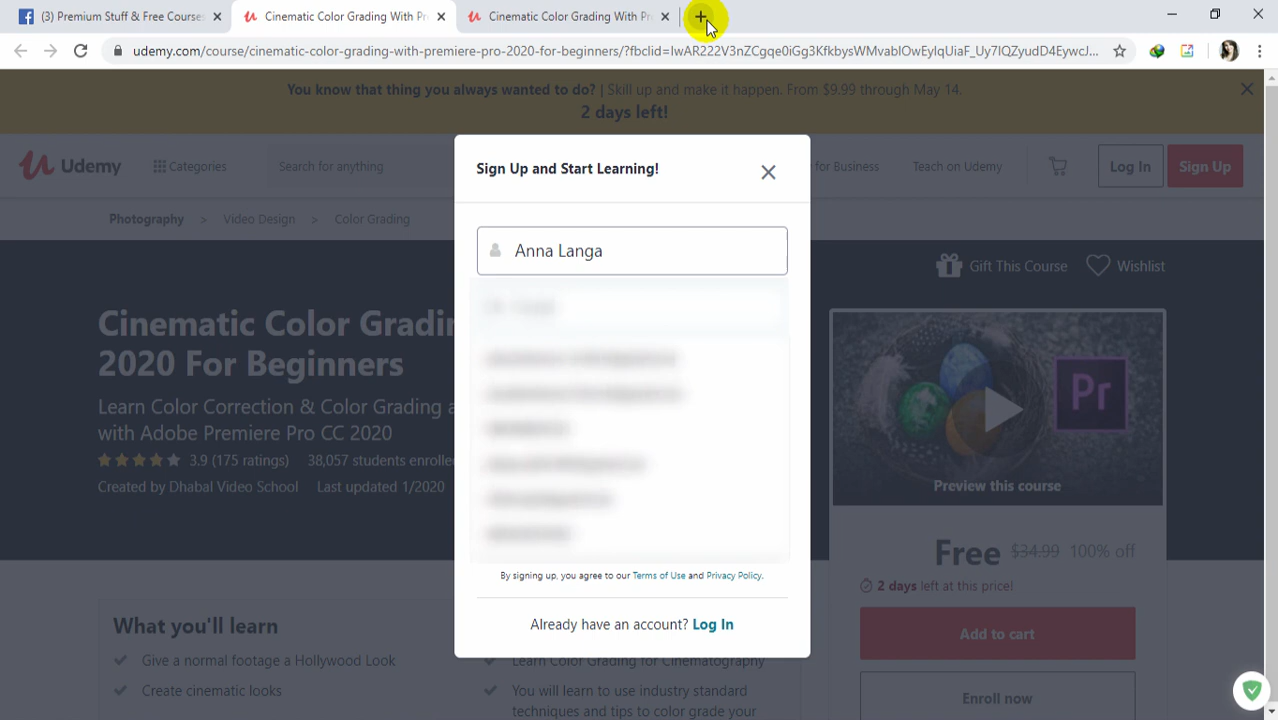 (3) Premium Stuff & Free Courses
Cinematic Color Grading With Pr
Cinematic Color Grading With Pr
udemy.com/course/cinematic-color-grading-with-premiere-pro-2020-for-beginners/?fbclid=IwAR222V3nZCgqe0iGg3KfkbysWMvablOwEyIqUiaF_Uy7IQZyudD4EywcJ...
You know that thing you always wanted to do? | Skill up and make it happen. From $9.99 through May 14.
2 days left!
Udemy
Categories
Search for anything
for Business
Teach on Udemy
Log In
Sign Up
Photography > Video Design > Color Grading
Sign Up and Start Learning!
Anna Langa
By signing up, you agree to our Terms of Use and Privacy Policy.
Already have an account? Log In
Gift This Course
Wishlist
Cinematic Color Gradin
2020 For Beginners
Learn Color Correction & Color Grading a
with Adobe Premiere Pro CC 2020
3.9 (175 ratings) 38,057 students enrolle
Created by Dhabal Video School Last updated 1/2020
Pr
Preview this course
Free $34.99 100% off
2 days left at this price!
Add to cart
Enroll now
What you'll learn
Give a normal footage a Hollywood Look
Learn Color Grading for Cinematography
Create cinematic looks
You will learn to use industry standard
techniques and tips to color grade your